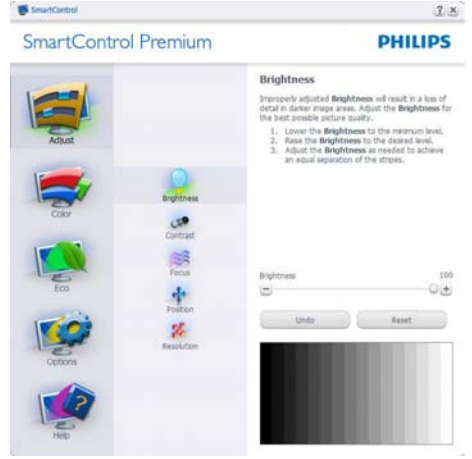 SmartControl
SmartControl Premium
PHILIPS
Adjust
Color
Eco
Options
Help
Brightness
Contrast
Focus
Position
Resolution
Brightness
Improperly adjusted Brightness will result in a loss of
detail in darker image areas. Adjust the Brightness for
the best possible picture quality.
1. Lower the Brightness to the minimum level.
2. Raise the Brightness to the desired level.
3. Adjust the Brightness as needed to achieve
an equal separation of the stripes.
Brightness 100
Undo Reset